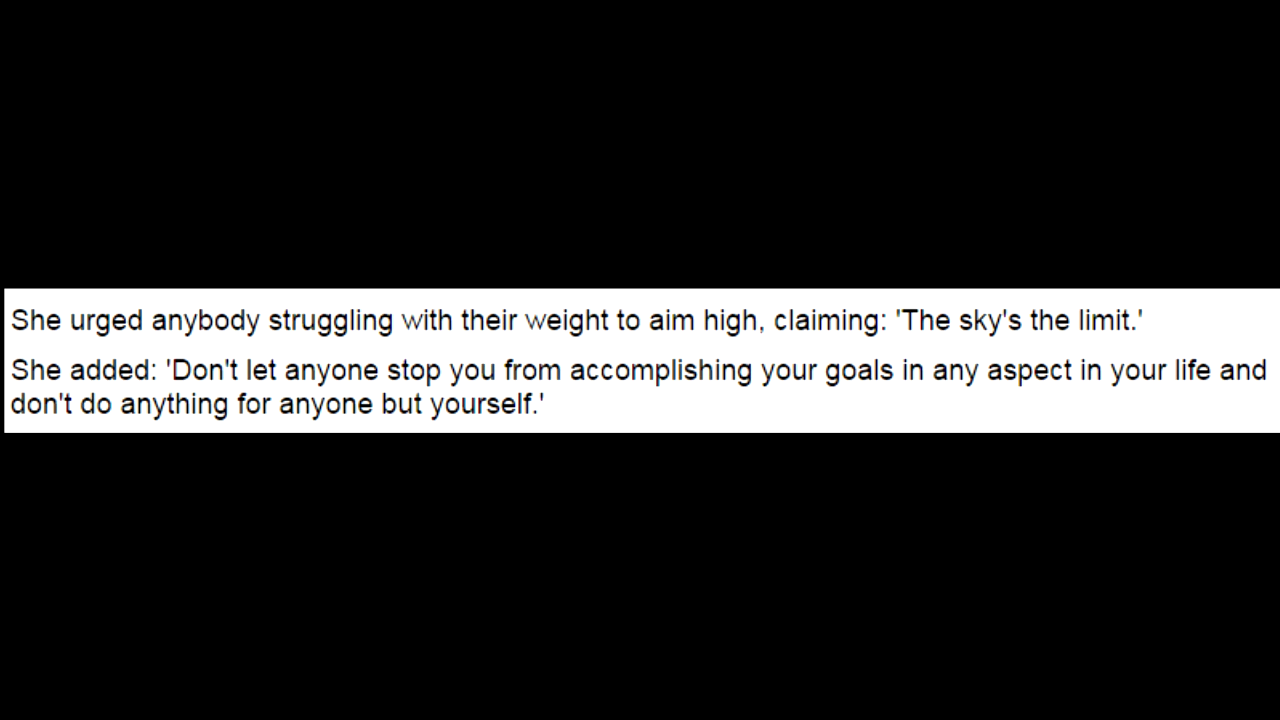 She urged anybody struggling with their weight to aim high, claiming: 'The sky's the limit.'
She added: 'Don't let anyone stop you from accomplishing your goals in any aspect in your life and
don't do anything for anyone but yourself.'